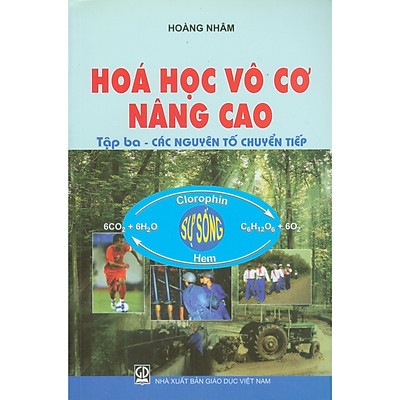 HOÀNG NHÂM
HOÁ HỌC VÔ CƠ
NÂNG CAO
Tập ba - CÁC NGUYÊN TỐ CHUYỂN TIẾP
Clorophin
6CO₂ + 6H₂O
SỰ SỐNG
C₆H₁₂O₆ + 6O₂
Hem
GD
NHÀ XUẤT BẢN GIÁO DỤC VIỆT NAM